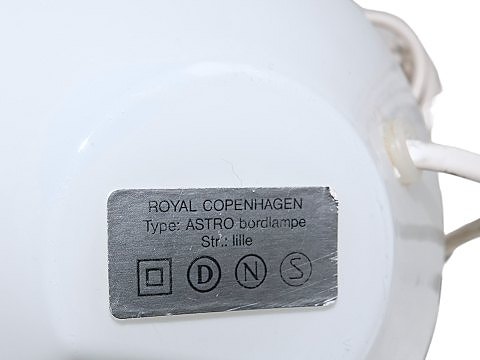 ROYAL COPENHAGEN
Type: ASTRO bordlampe
Str.: lille
D N S